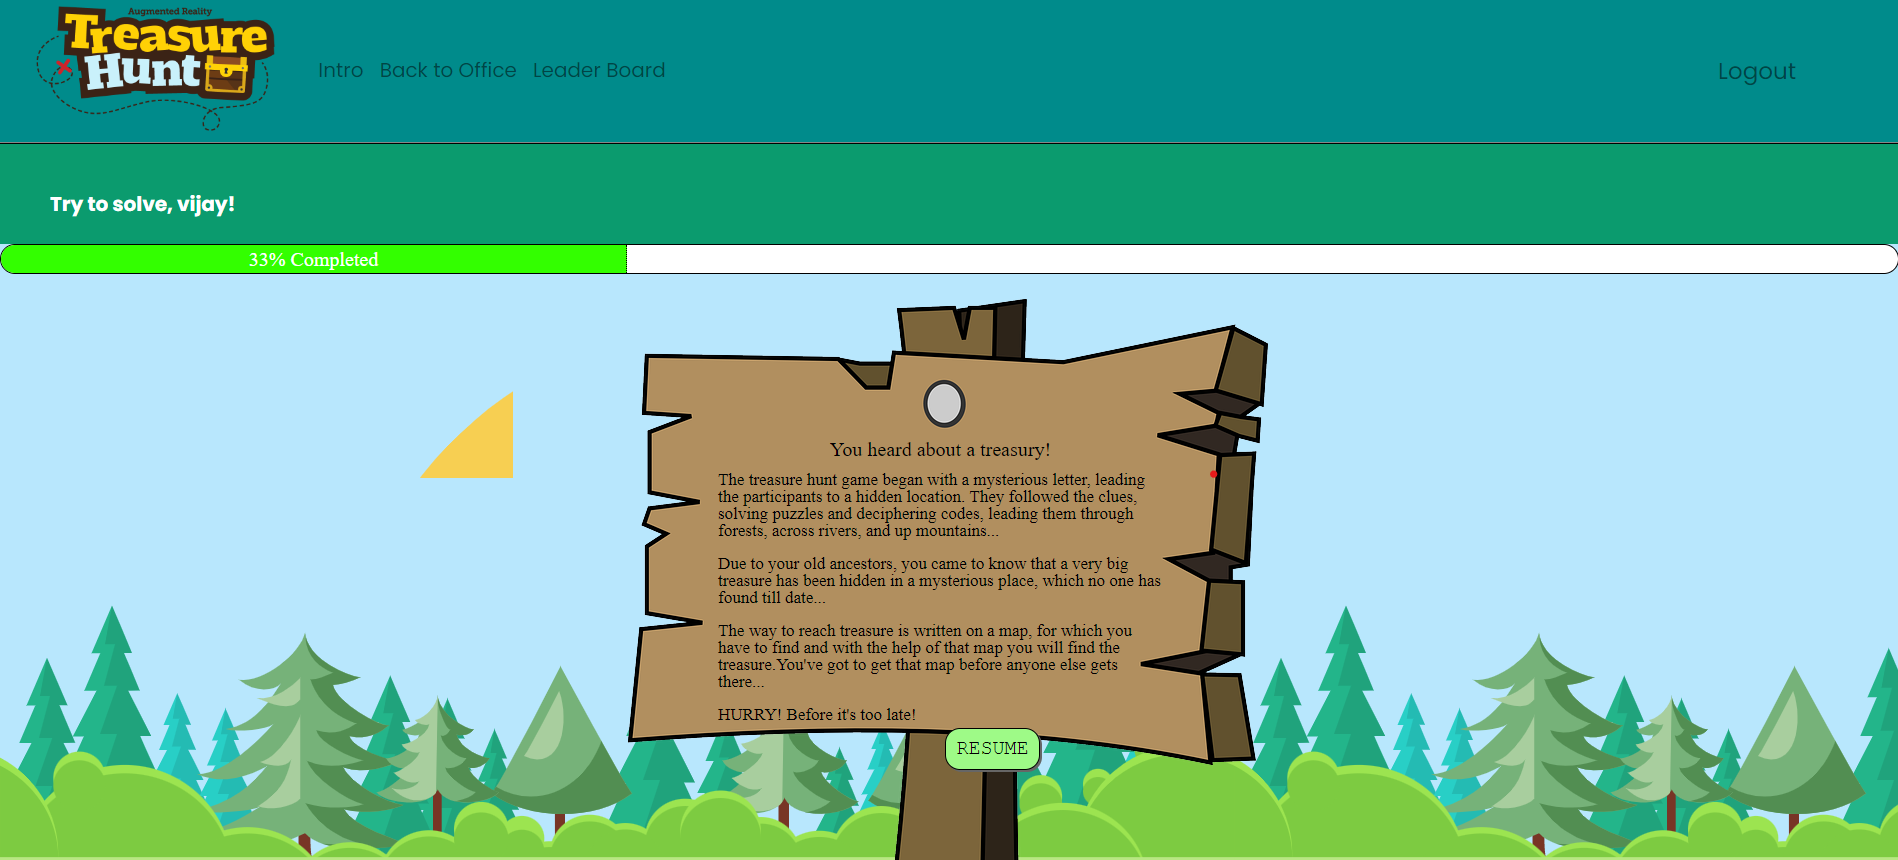 Augmented Reality
Treasure
Hunt
Intro Back to Office Leader Board
Logout
Try to solve, vijay!
33% Completed
You heard about a treasury!
The treasure hunt game began with a mysterious letter, leading
the participants to a hidden location. They followed the clues,
solving puzzles and deciphering codes, leading them through
forests, across rivers, and up mountains...
Due to your old ancestors, you came to know that a very big
treasure has been hidden in a mysterious place, which no one has
found till date...
The way to reach treasure is written on a map, for which you
have to find and with the help of that map you will find the
treasure.You've got to get that map before anyone else gets
there...
HURRY! Before it's too late!
RESUME